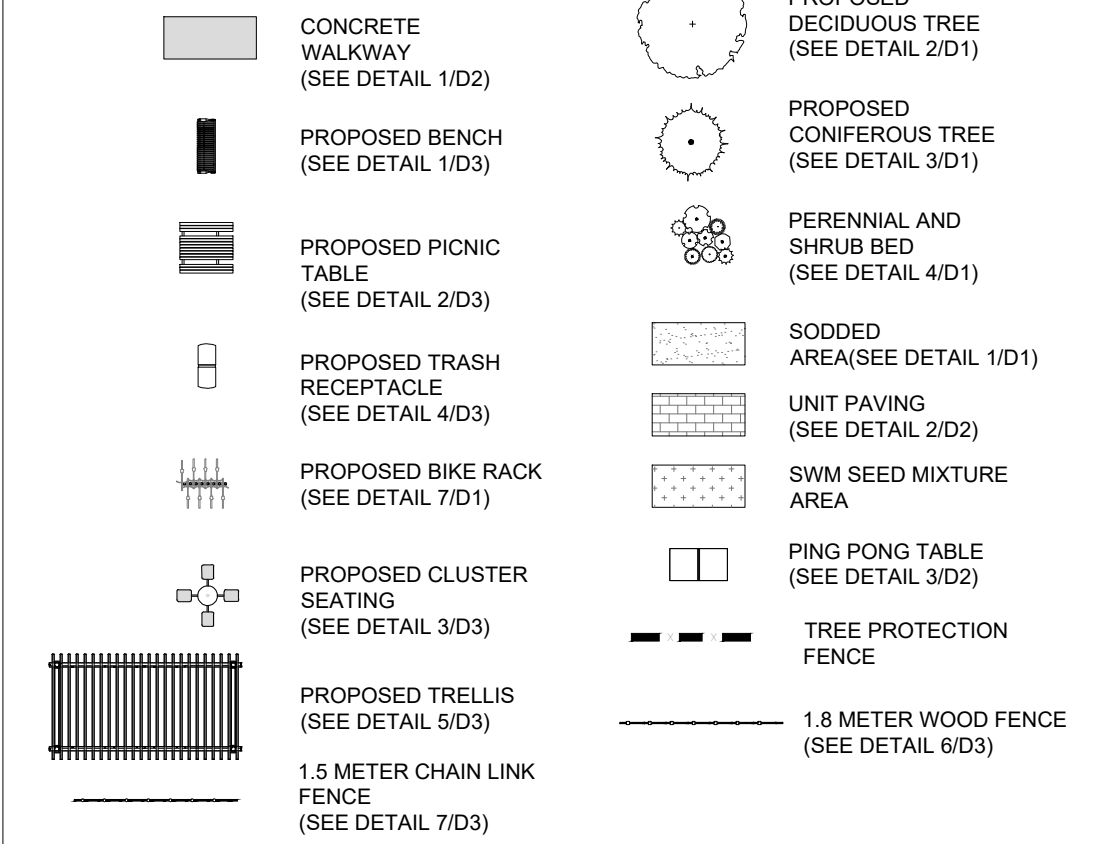 CONCRETE
WALKWAY
(SEE DETAIL 1/D2)
PROPOSED BENCH
(SEE DETAIL 1/D3)
PROPOSED PICNIC
TABLE
(SEE DETAIL 2/D3)
PROPOSED TRASH
RECEPTACLE
(SEE DETAIL 4/D3)
PROPOSED BIKE RACK
(SEE DETAIL 7/D1)
PROPOSED CLUSTER
SEATING
(SEE DETAIL 3/D3)
PROPOSED TRELLIS
(SEE DETAIL 5/D3)
1.5 METER CHAIN LINK
FENCE
(SEE DETAIL 7/D3)
PROPOSED
DECIDUOUS TREE
(SEE DETAIL 2/D1)
PROPOSED
CONIFEROUS TREE
(SEE DETAIL 3/D1)
PERENNIAL AND
SHRUB BED
(SEE DETAIL 4/D1)
SODDED
AREA(SEE DETAIL 1/D1)
UNIT PAVING
(SEE DETAIL 2/D2)
SWM SEED MIXTURE
AREA
PING PONG TABLE
(SEE DETAIL 3/D2)
TREE PROTECTION
FENCE
1.8 METER WOOD FENCE
(SEE DETAIL 6/D3)